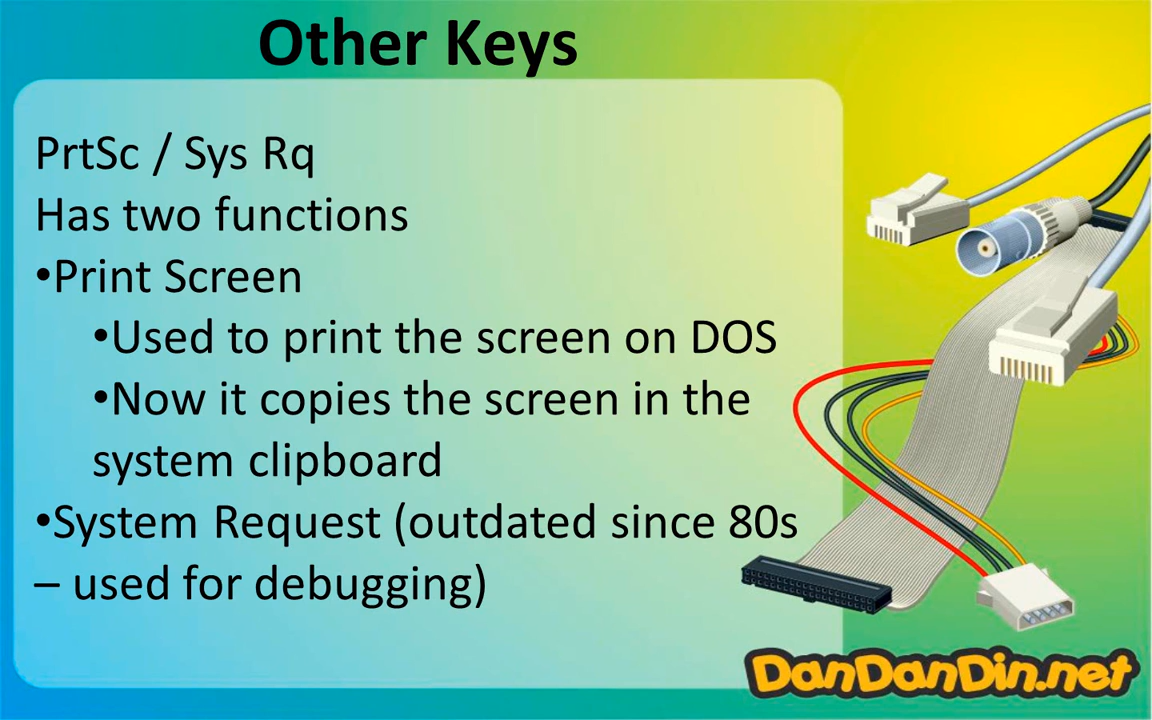 Other Keys
PrtSc / Sys Rq
Has two functions
•Print Screen
•Used to print the screen on DOS
•Now it copies the screen in the
system clipboard
•System Request (outdated since 80s
– used for debugging)
DanDanDin.net